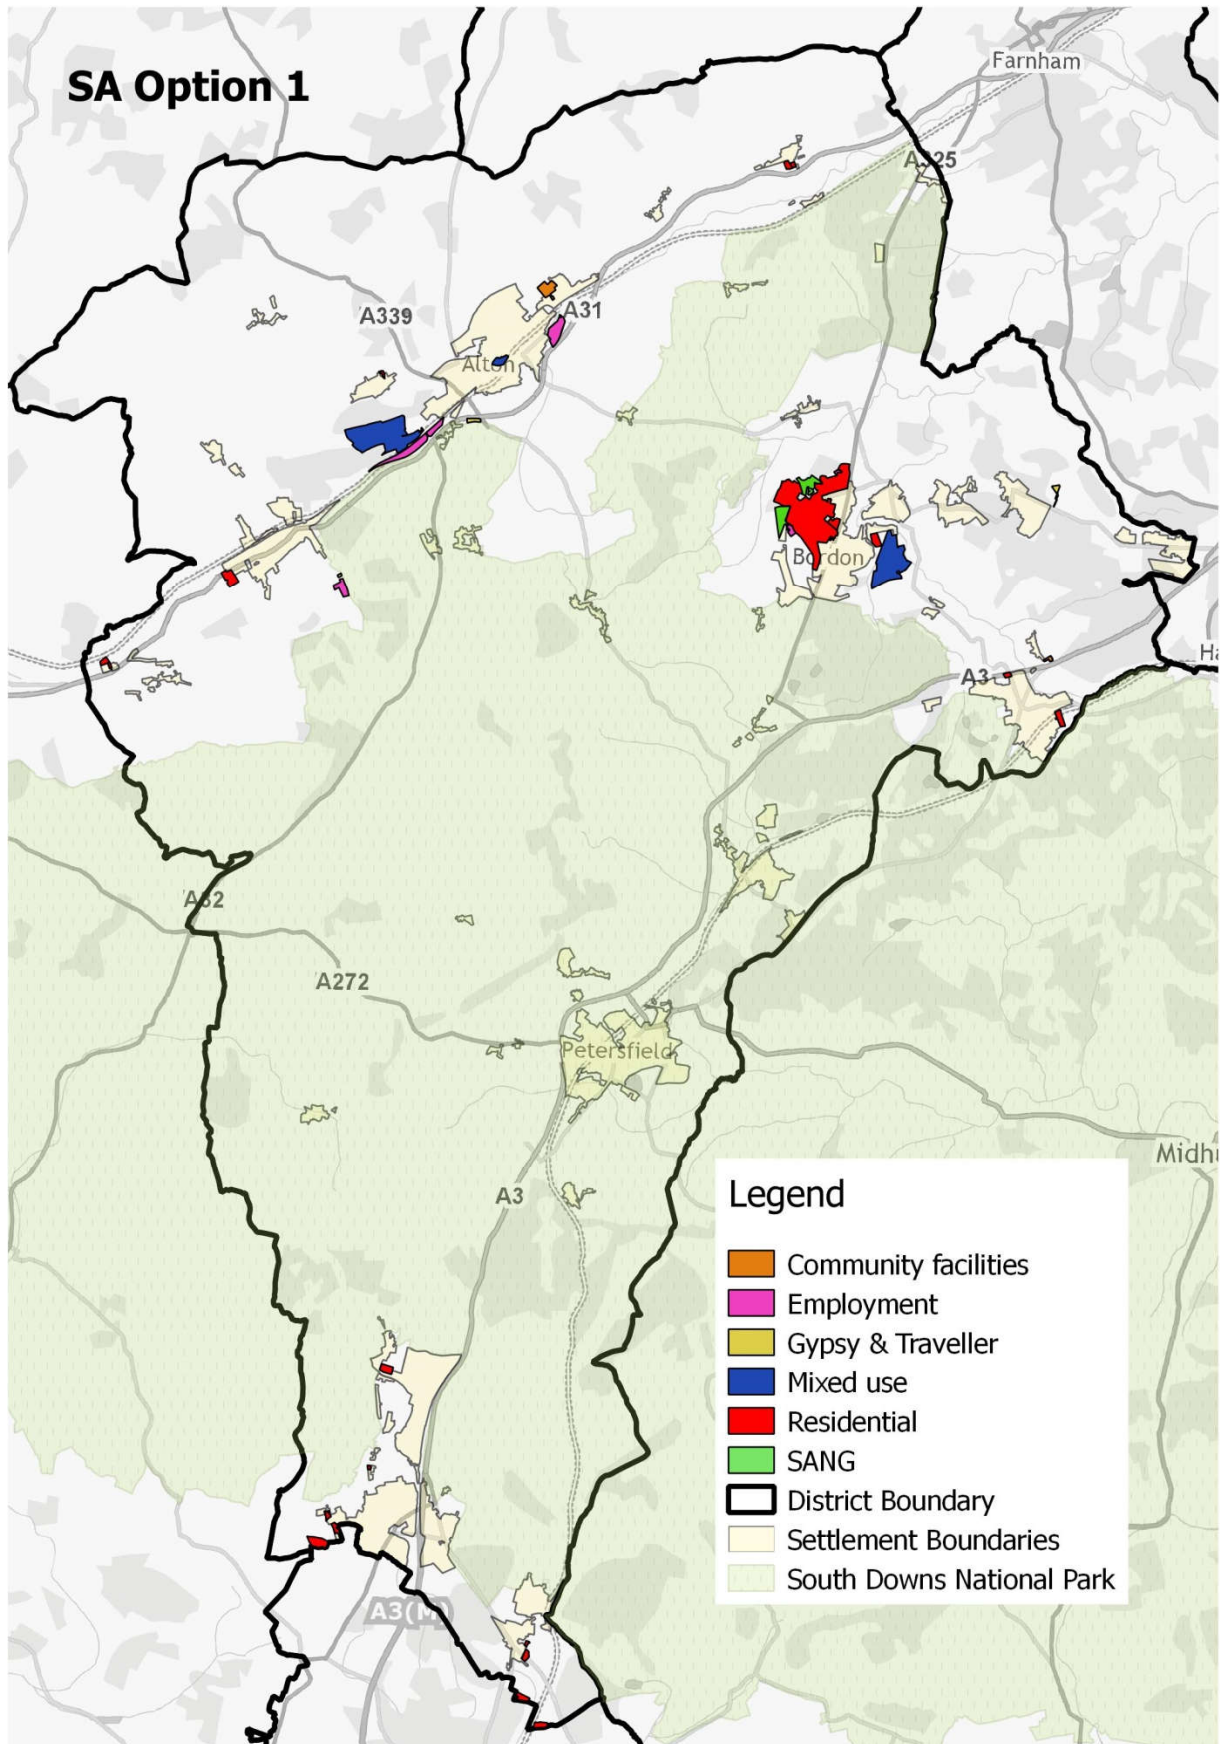 SA Option 1
Farnham
A325
A31
A339
Alton
Bordon
A3
Ha
A32
A272
Petersfield
Midhu
A3
Legend
Community facilities
Employment
Gypsy & Traveller
Mixed use
Residential
SANG
District Boundary
Settlement Boundaries
South Downs National Park
A3(M)